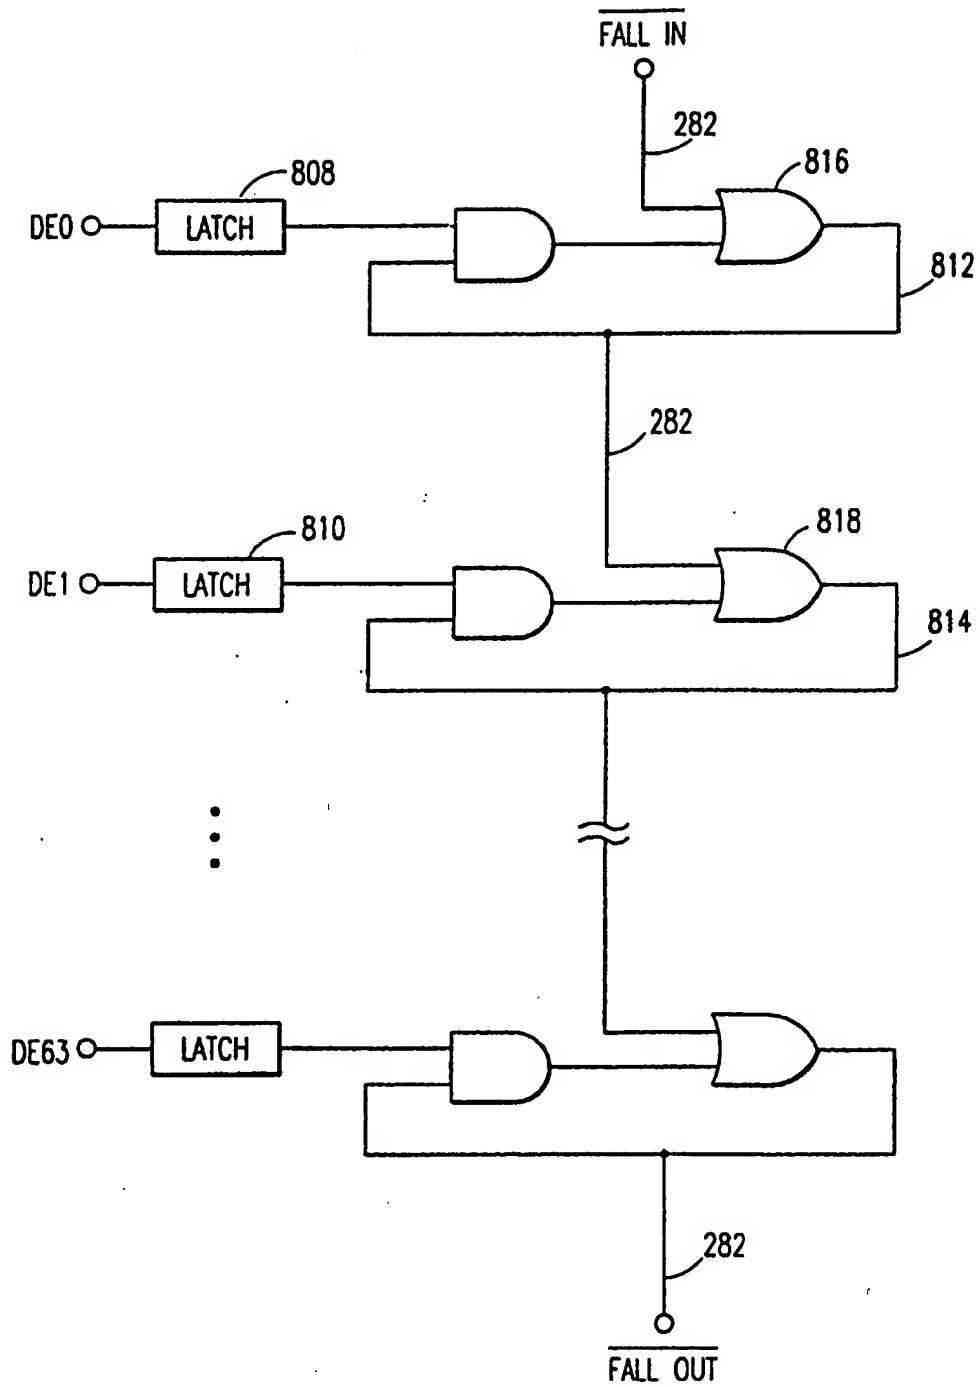 FALL IN
282
816
808
DE0
LATCH
812
282
818
810
DE1
LATCH
814
DE63
LATCH
282
FALL OUT